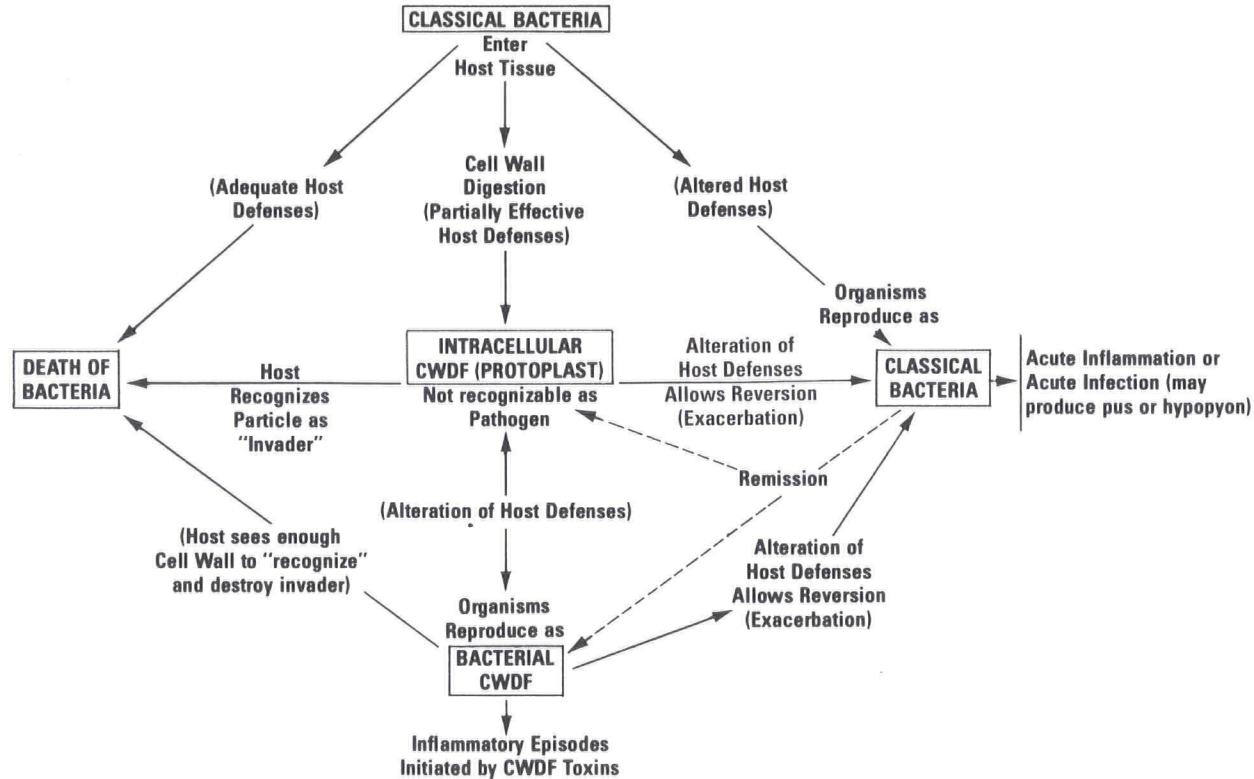 CLASSICAL BACTERIA
Enter
Host Tissue
(Adequate Host
Defenses)
Cell Wall
Digestion
(Partially Effective
Host Defenses)
(Altered Host
Defenses)
Organisms
Reproduce as
DEATH OF
BACTERIA
Host
Recognizes
Particle as
"Invader"
INTRACELLULAR
CWDF (PROTOPLAST)
Not recognizable as
Pathogen
Alteration of
Host Defenses
Allows Reversion
(Exacerbation)
CLASSICAL
BACTERIA
Acute Inflammation or
Acute Infection (may
produce pus or hypopyon)
Remission
(Alteration of Host Defenses)
(Host sees enough
Cell Wall to "recognize"
and destroy invader)
Alteration of
Host Defenses
Allows Reversion
(Exacerbation)
Organisms
Reproduce as
BACTERIAL
CWDF
Inflammatory Episodes
Initiated by CWDF Toxins